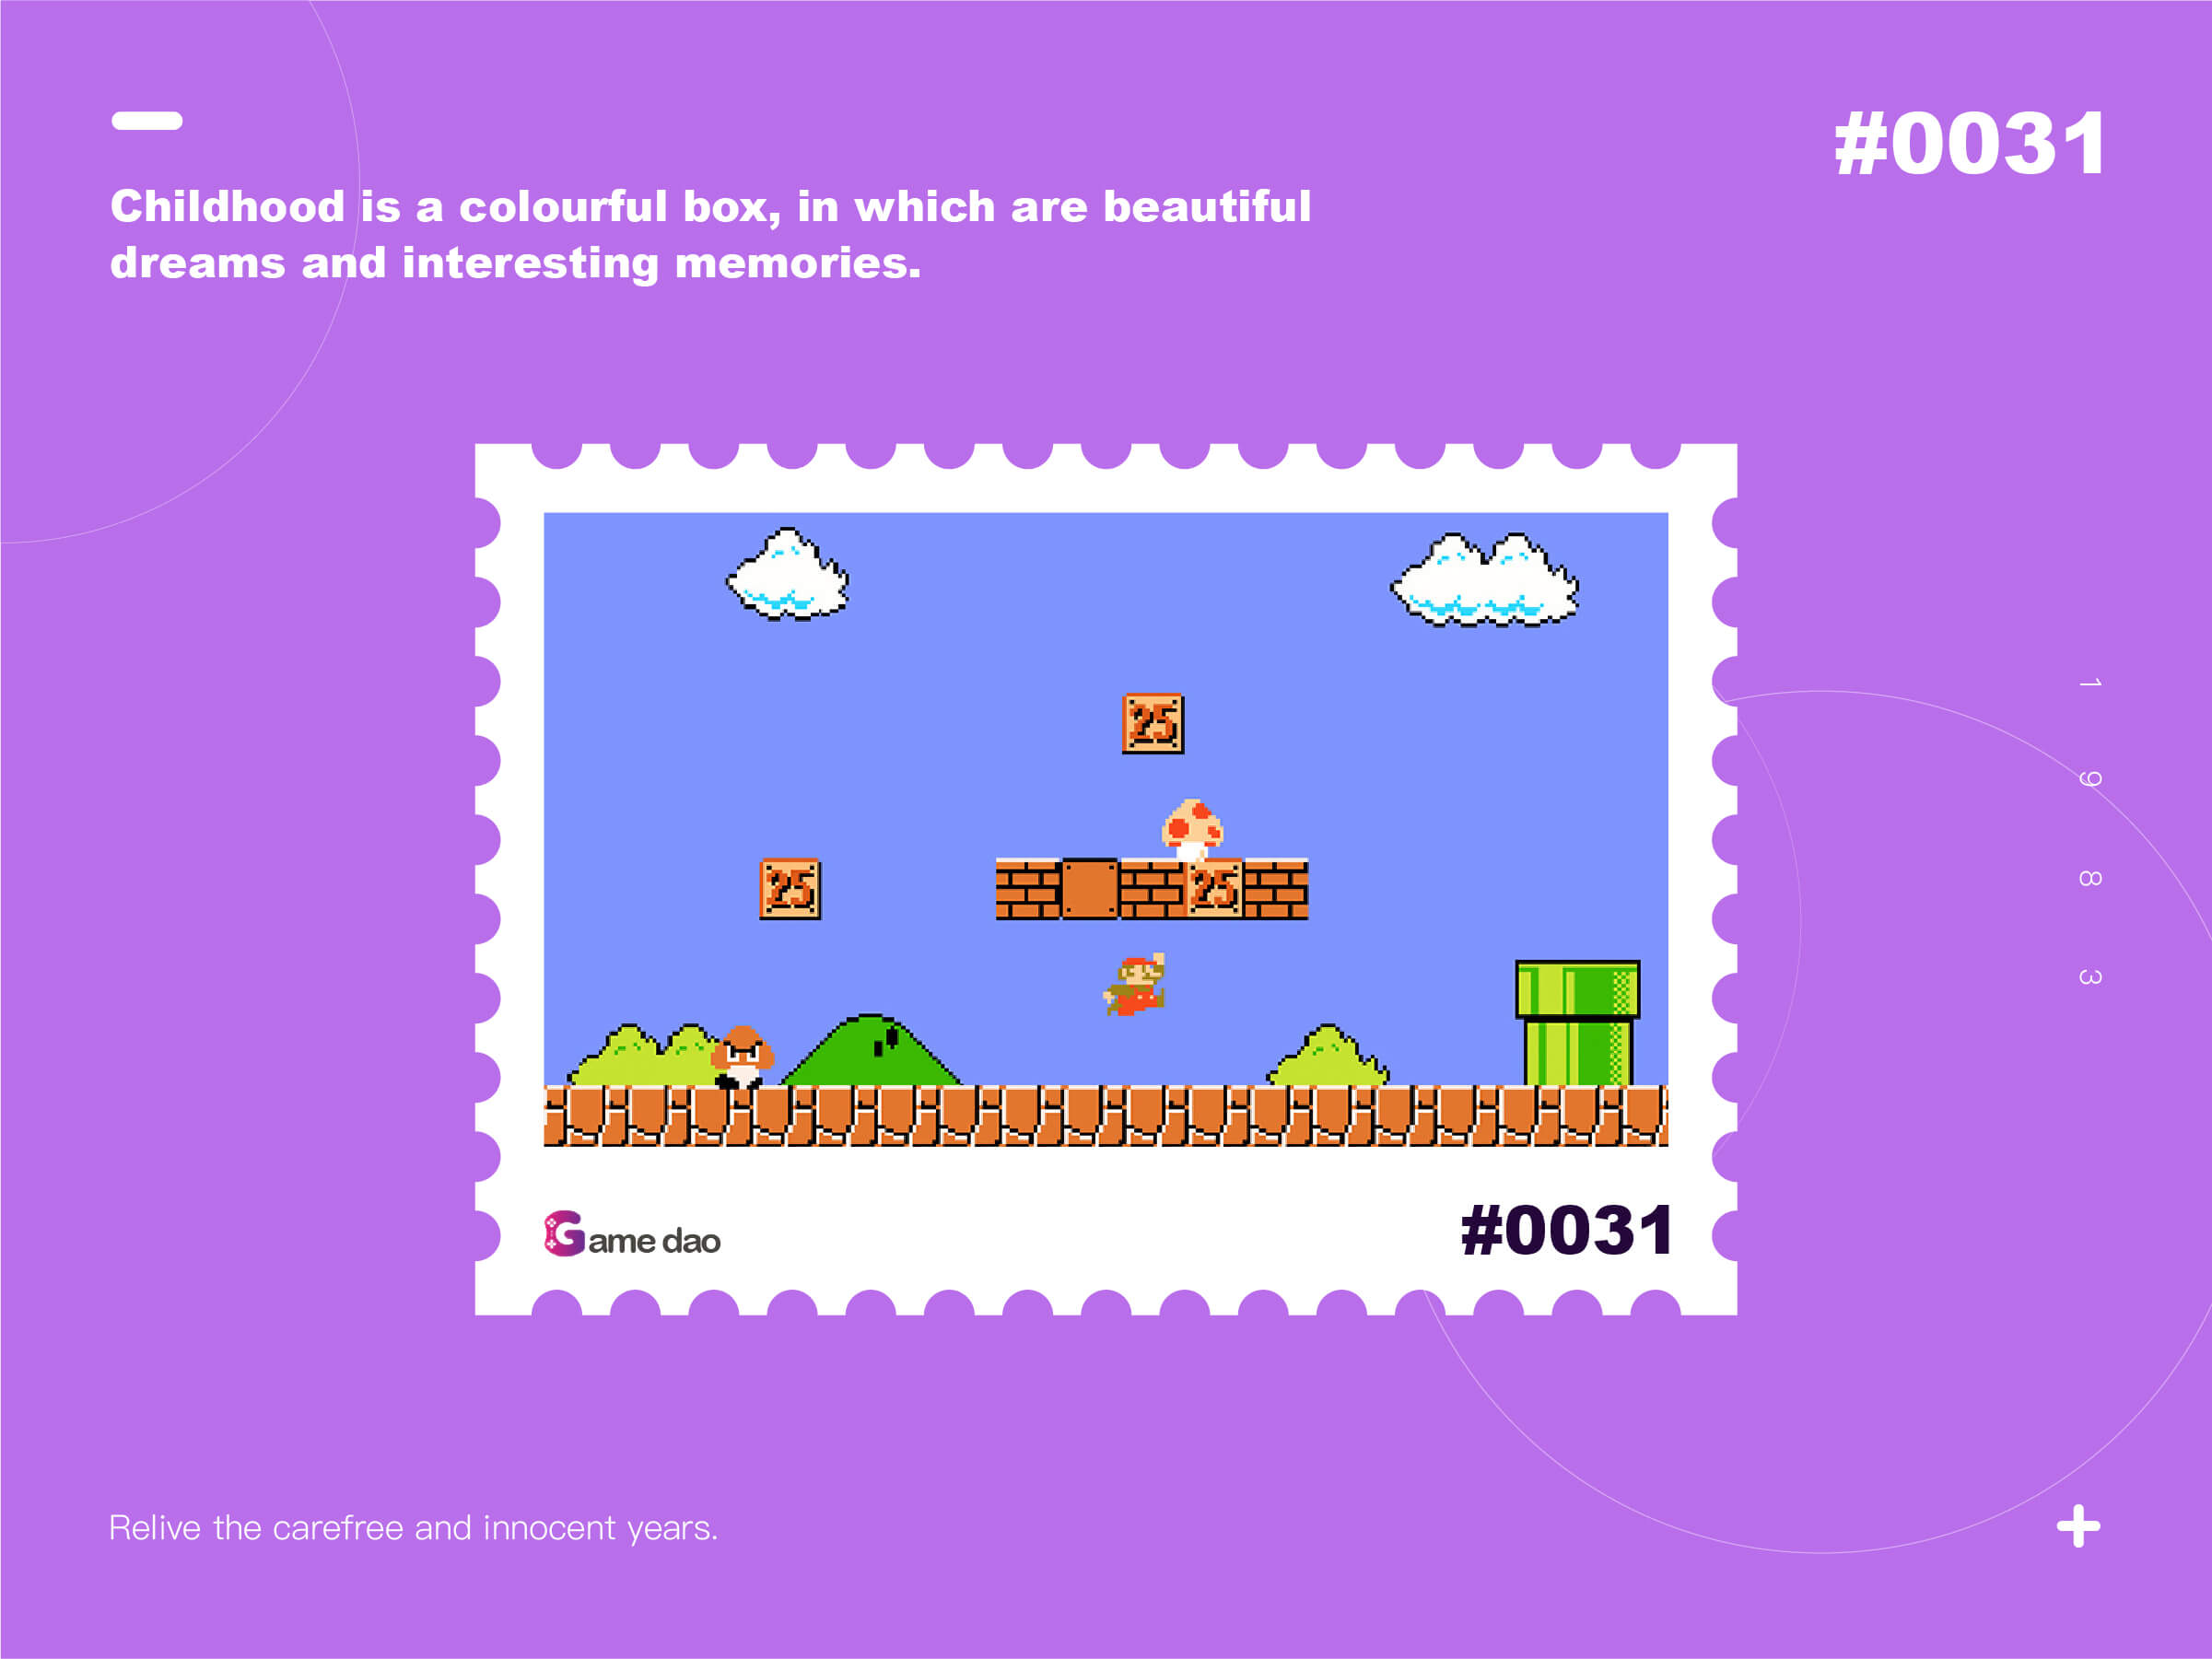 #0031
Childhood is a colourful box, in which are beautiful
dreams and interesting memories.
25
25
25
1 9 8 3
Game dao
#0031
Relive the carefree and innocent years.